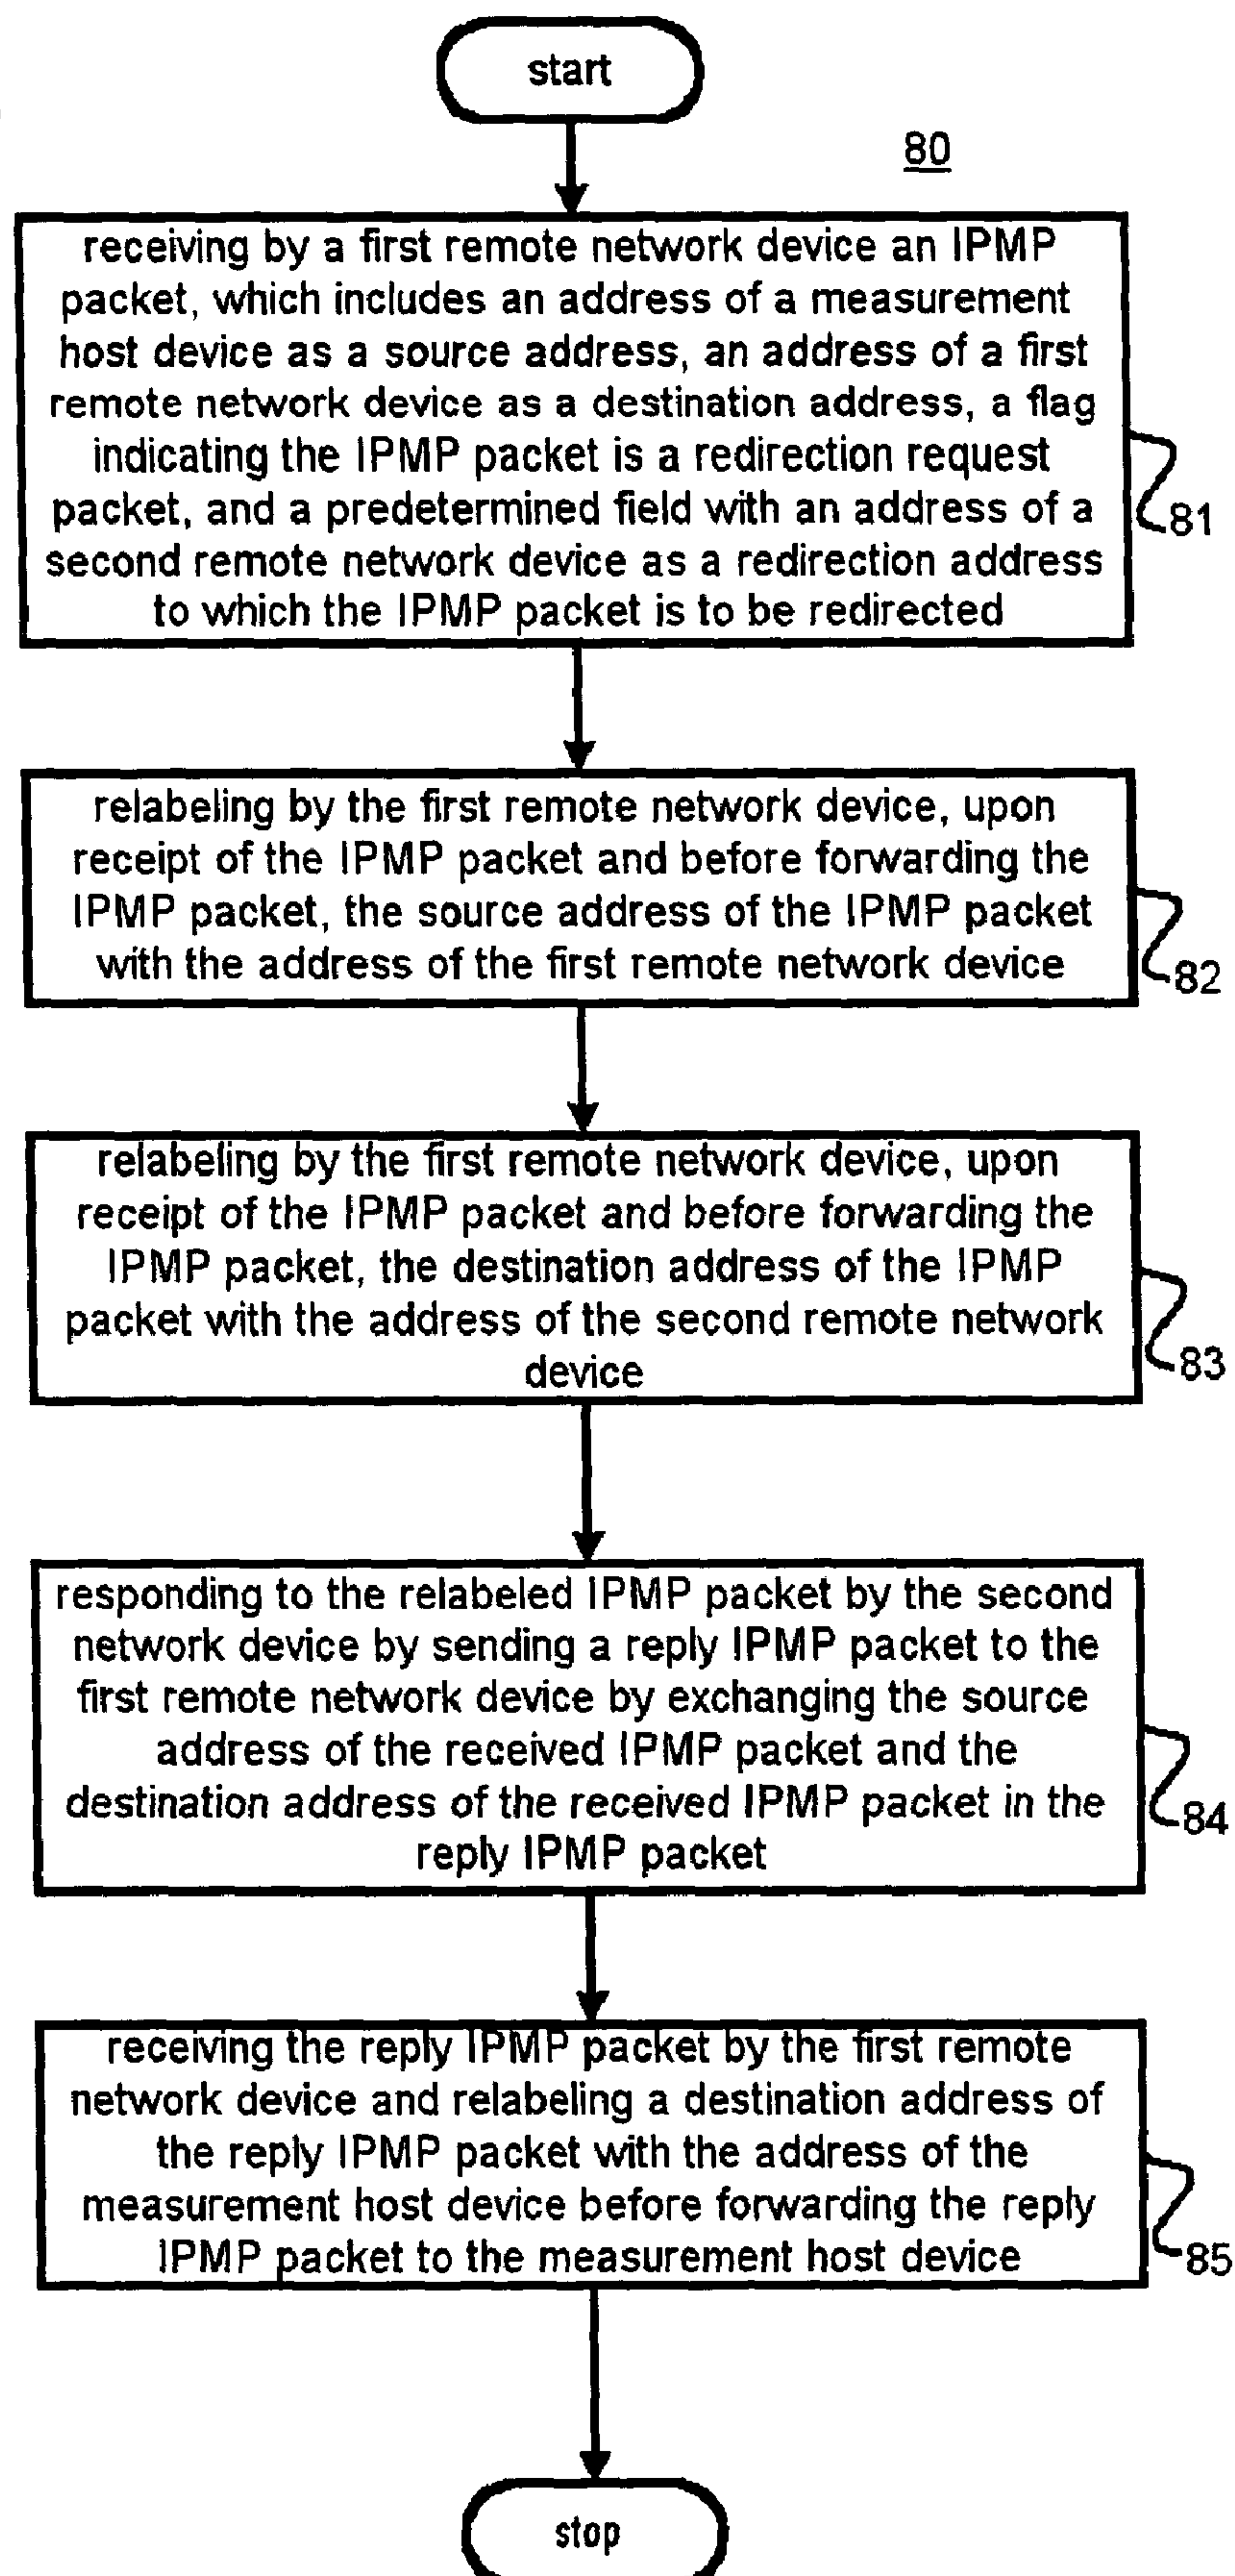 start
80
receiving by a first remote network device an IPMP
packet, which includes an address of a measurement
host device as a source address, an address of a first
remote network device as a destination address, a flag
indicating the IPMP packet is a redirection request
packet, and a predetermined field with an address of a
second remote network device as a redirection address
to which the IPMP packet is to be redirected
81
relabeling by the first remote network device, upon
receipt of the IPMP packet and before forwarding the
IPMP packet, the source address of the IPMP packet
with the address of the first remote network device
82
relabeling by the first remote network device, upon
receipt of the IPMP packet and before forwarding the
IPMP packet, the destination address of the IPMP
packet with the address of the second remote network
device
83
responding to the relabeled IPMP packet by the second
network device by sending a reply IPMP packet to the
first remote network device by exchanging the source
address of the received IPMP packet and the
destination address of the received IPMP packet in the
reply IPMP packet
84
receiving the reply IPMP packet by the first remote
network device and relabeling a destination address of
the reply IPMP packet with the address of the
measurement host device before forwarding the reply
IPMP packet to the measurement host device
85
stop